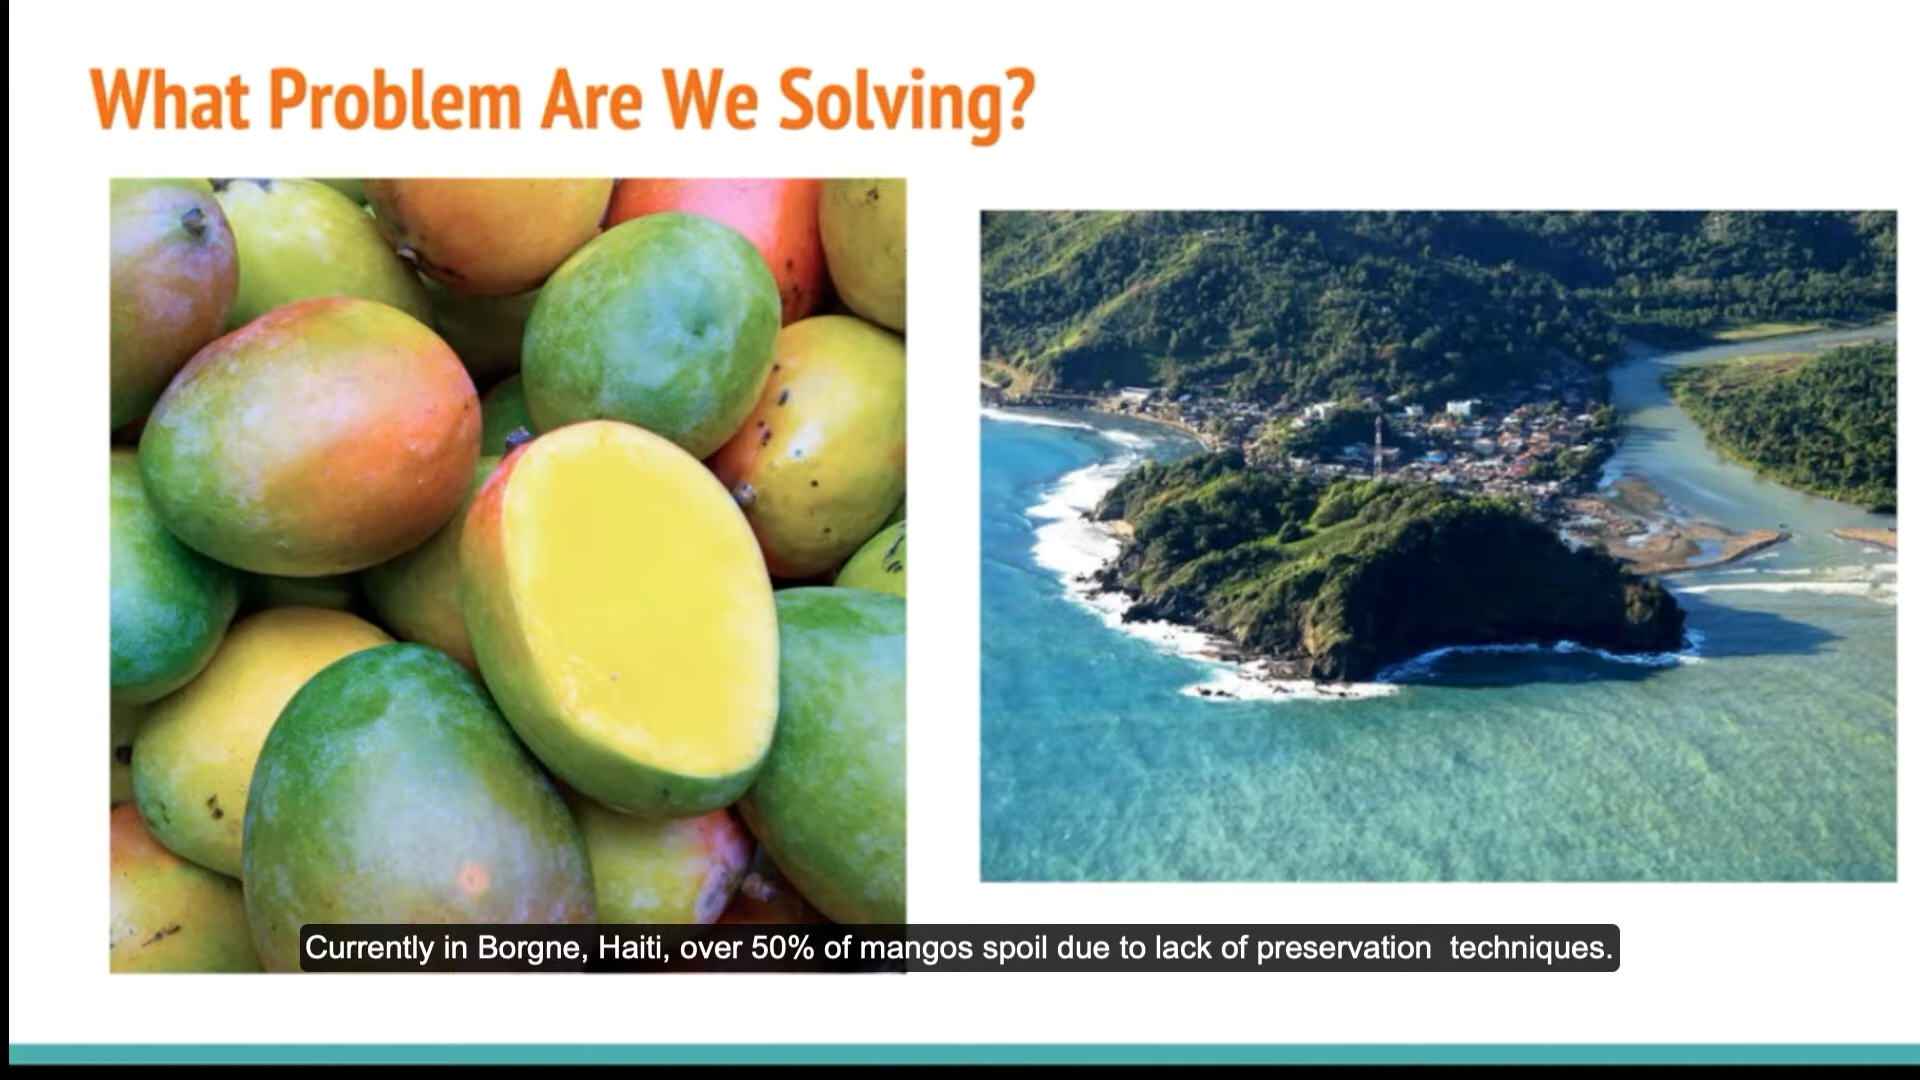 What Problem Are We Solving?
Currently in Borgne, Haiti, over 50% of mangos spoil due to lack of preservation  techniques.